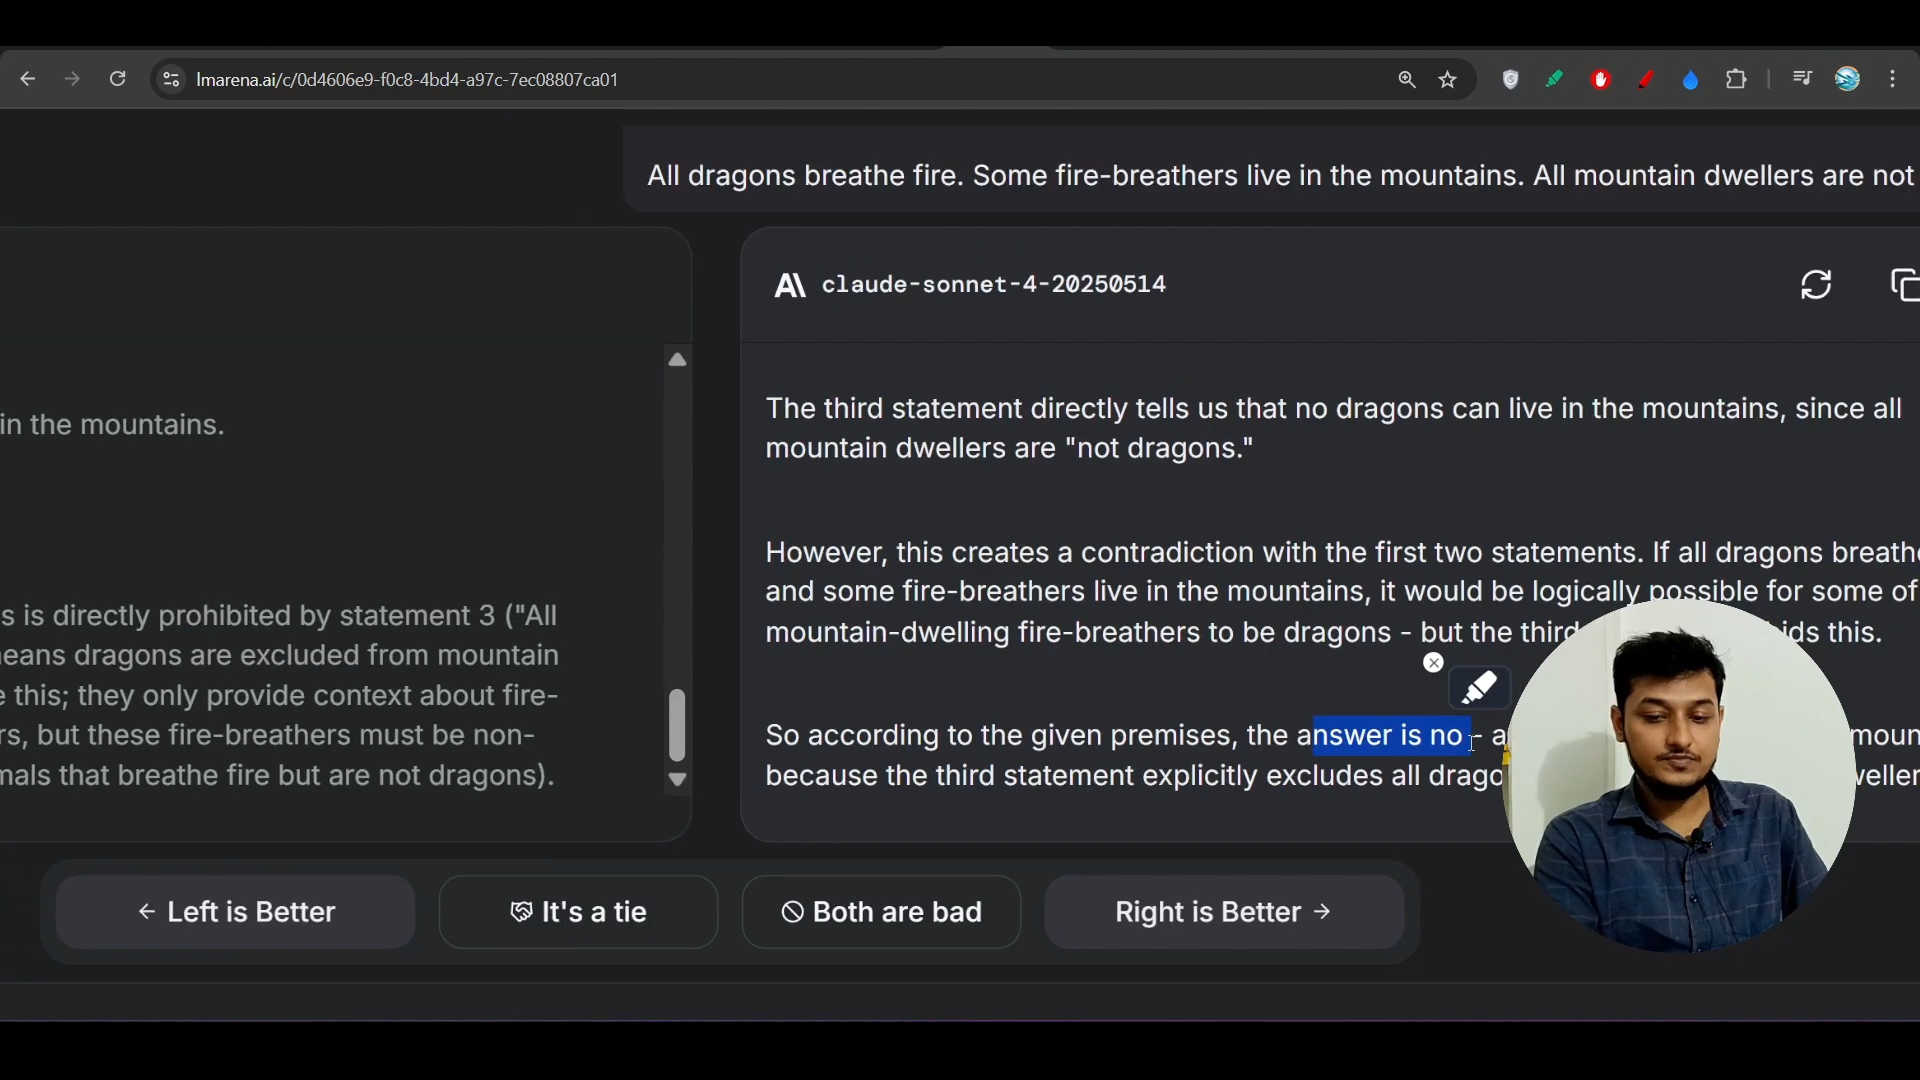 lmarena.ai/c/0d4606e9-f0c8-4bd4-a97c-7ec08807ca01
All dragons breathe fire. Some fire-breathers live in the mountains. All mountain dwellers are not
in the mountains.
s is directly prohibited by statement 3 ("All
eans dragons are excluded from mountain
e this; they only provide context about fire-
rs, but these fire-breathers must be non-
mals that breathe fire but are not dragons).
claude-sonnet-4-20250514
The third statement directly tells us that no dragons can live in the mountains, since all
mountain dwellers are "not dragons."
However, this creates a contradiction with the first two statements. If all dragons breathe
and some fire-breathers live in the mountains, it would be logically possible for some of
mountain-dwelling fire-breathers to be dragons - but the third ids this.
So according to the given premises, the answer is no - a moun
because the third statement explicitly excludes all drago weller
← Left is Better
It's a tie
Both are bad
Right is Better →